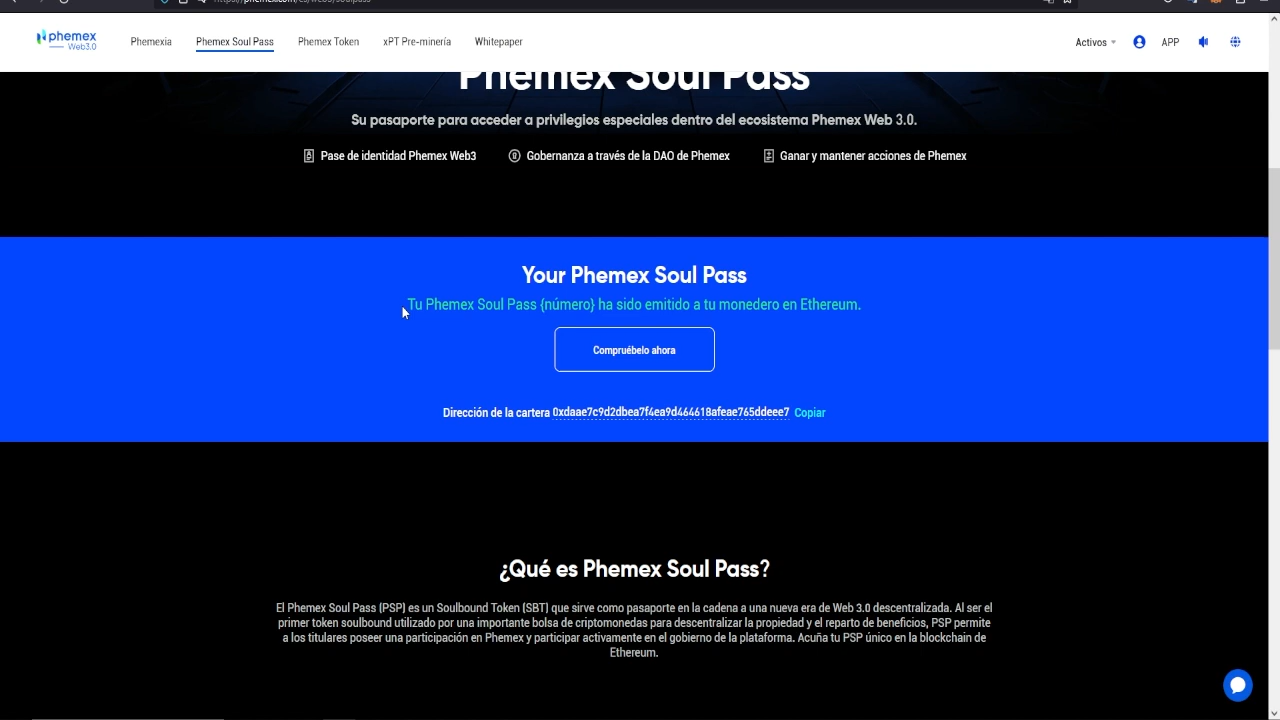 phemex
Web3.0
Phemexia
Phemex Soul Pass
Phemex Token
xPT Pre-minería
Whitepaper
Activos
APP
Phemex Soul Pass
Su pasaporte para acceder a privilegios especiales dentro del ecosistema Phemex Web 3.0.
Pase de identidad Phemex Web3
Gobernanza a través de la DAO de Phemex
Ganar y mantener acciones de Phemex
Your Phemex Soul Pass
Tu Phemex Soul Pass {número} ha sido emitido a tu monedero en Ethereum.
Compruébelo ahora
Dirección de la cartera 0xdaae7c9d2dbea7f4ea9d464618afeae765ddeee7 Copiar
¿Qué es Phemex Soul Pass?
El Phemex Soul Pass (PSP) es un Soulbound Token (SBT) que sirve como pasaporte en la cadena a una nueva era de Web 3.0 descentralizada. Al ser el
primer token soulbound utilizado por una importante bolsa de criptomonedas para descentralizar la propiedad y el reparto de beneficios, PSP permite
a los titulares poseer una participación en Phemex y participar activamente en el gobierno de la plataforma. Acuña tu PSP único en la blockchain de
Ethereum.